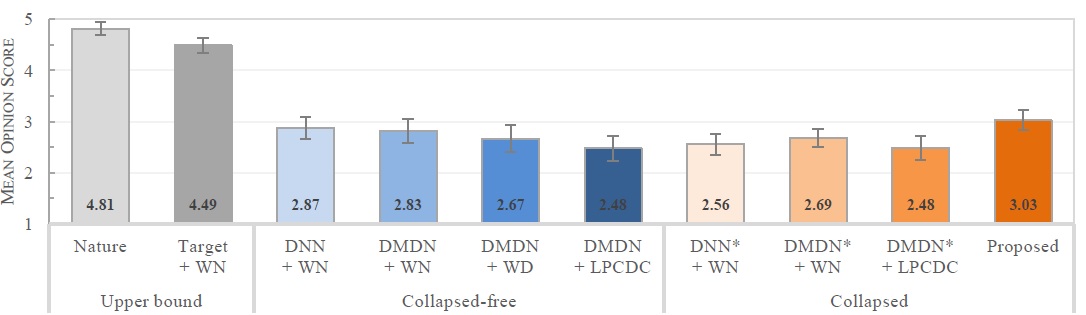 MEAN OPINION SCORE
5
4
3
2
1
4.81
4.49
2.87
2.83
2.67
2.48
2.56
2.69
2.48
3.03
Nature
Target
+ WN
DNN
+ WN
DMDN
+ WN
DMDN
+ WD
DMDN
+ LPCDC
DNN*
+ WN
DMDN*
+ WN
DMDN*
+ LPCDC
Proposed
Upper bound
Collapsed-free
Collapsed